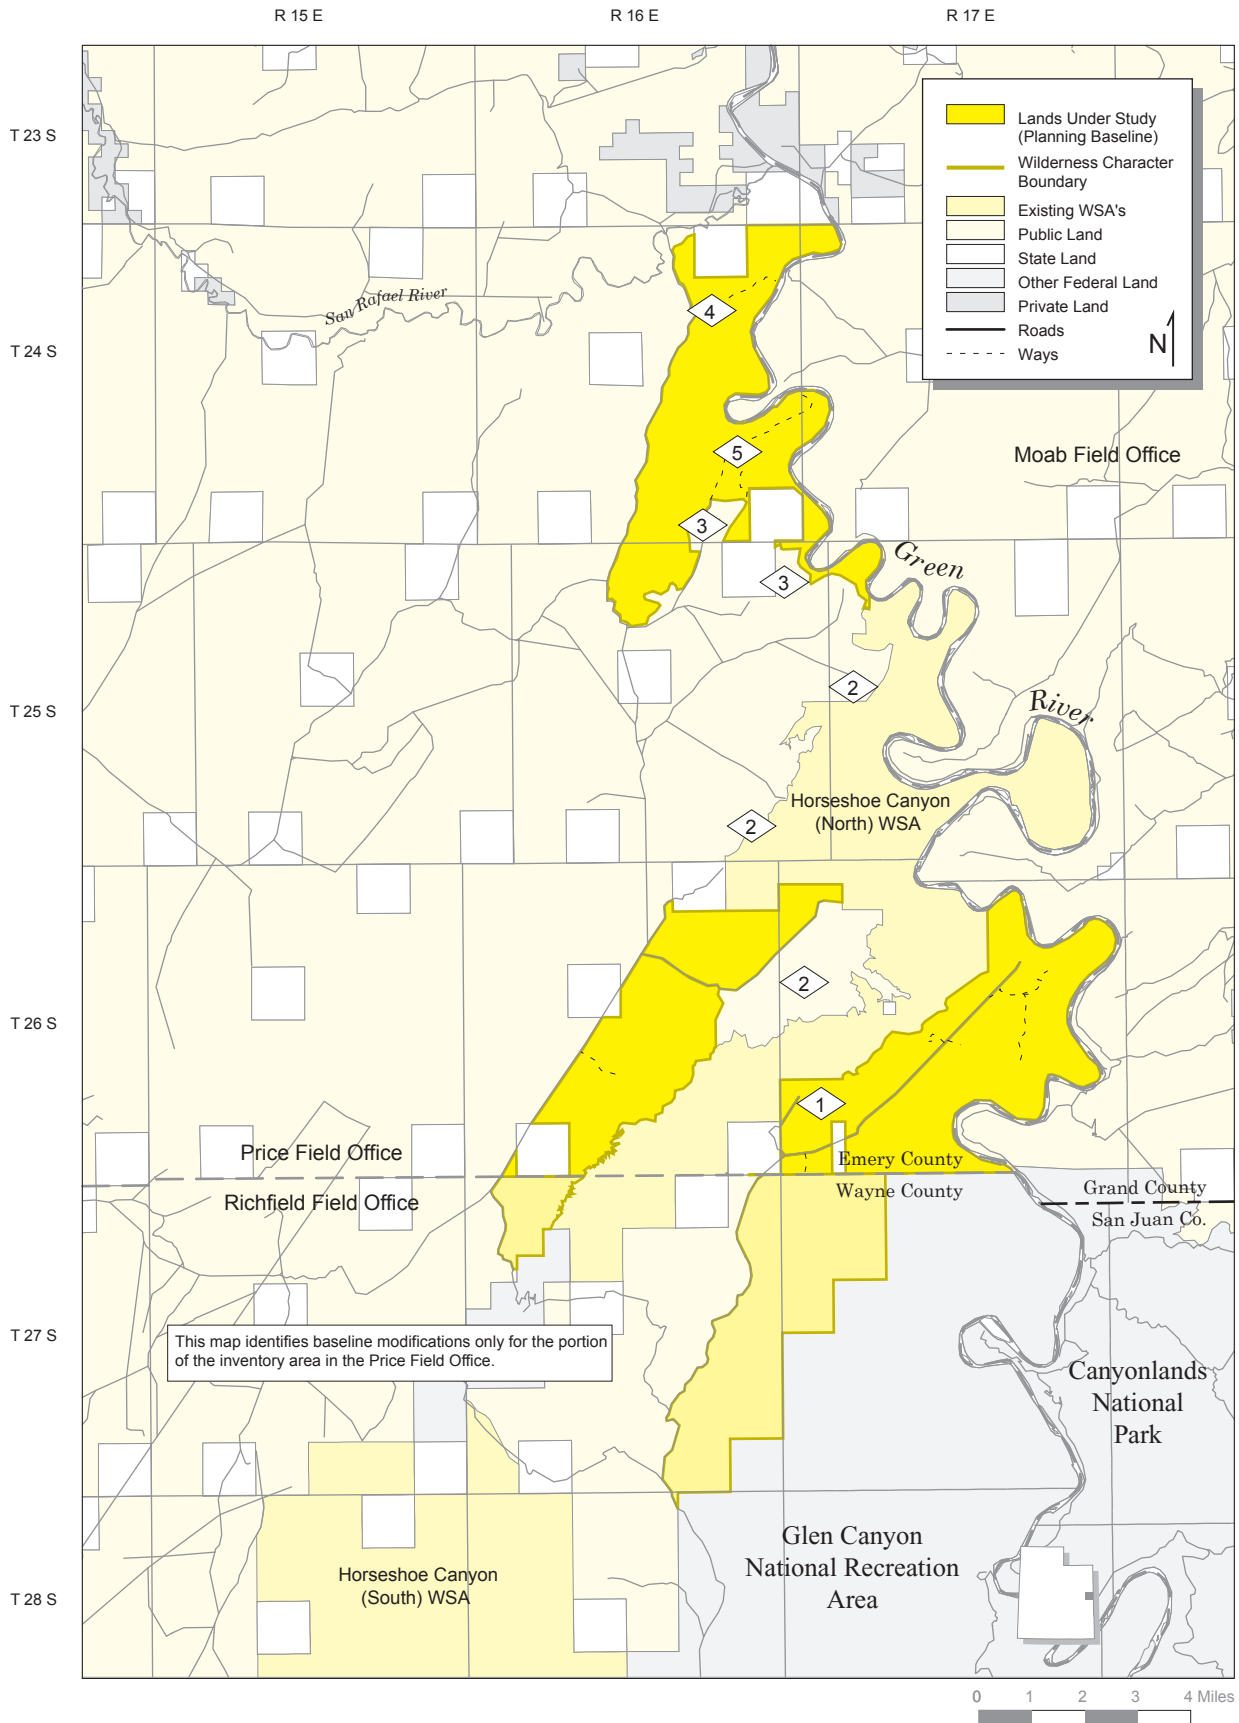 R 15 E
R 16 E
R 17 E
T 23 S
Lands Under Study
(Planning Baseline)
Wilderness Character
Boundary
Existing WSA's
Public Land
State Land
Other Federal Land
Private Land
Roads
Ways
N
San Rafael River
4
T 24 S
5
Moab Field Office
3
Green
3
2
T 25 S
River
Horseshoe Canyon
(North) WSA
2
2
T 26 S
1
Price Field Office
Emery County
Richfield Field Office
Wayne County
Grand County
San Juan Co.
T 27 S
This map identifies baseline modifications only for the portion
of the inventory area in the Price Field Office.
Canyonlands
National
Park
Glen Canyon
National Recreation
Area
Horseshoe Canyon
(South) WSA
T 28 S
0 1 2 3 4 Miles